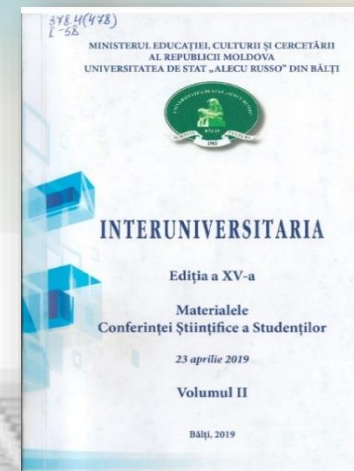 378.4(478)
I-58
MINISTERUL EDUCAȚIEI, CULTURII ȘI CERCETĂRII
AL REPUBLICII MOLDOVA
UNIVERSITATEA DE STAT „ALECU RUSSO” DIN BĂLȚI
INTERUNIVERSITARIA
Ediția a XV-a
Materialele
Conferinței Științifice a Studenților
23 aprilie 2019
Volumul II
Bălți, 2019